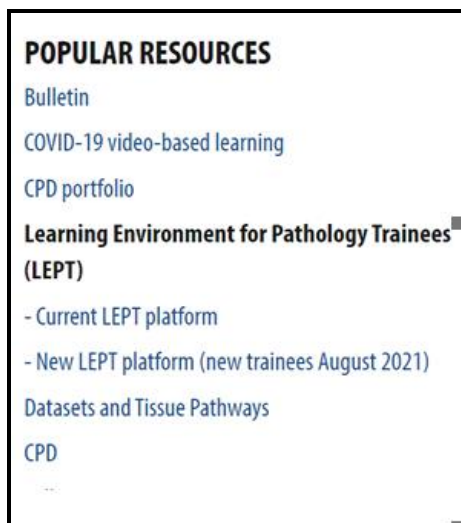 POPULAR RESOURCES
Bulletin
COVID-19 video-based learning
CPD portfolio
Learning Environment for Pathology Trainees
(LEPT)
- Current LEPT platform
- New LEPT platform (new trainees August 2021)
Datasets and Tissue Pathways
CPD